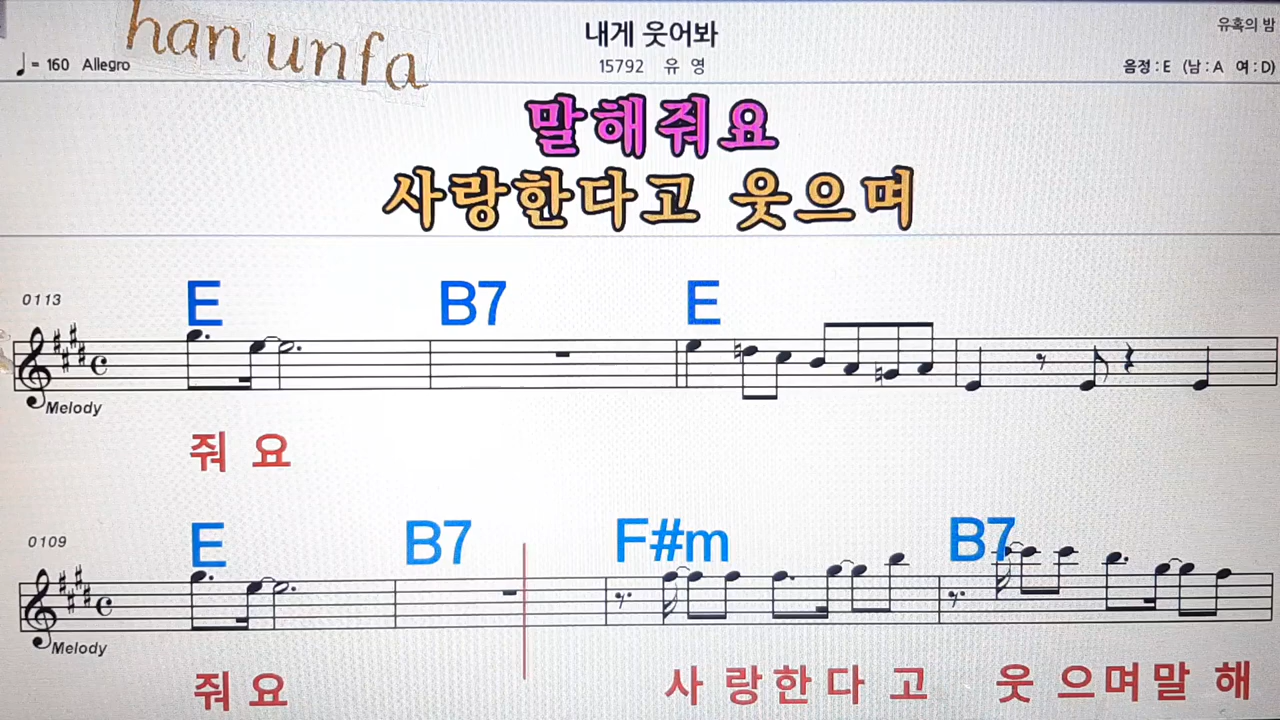 han unfa
내게 웃어봐
유혹의 밤
♩= 160 Allegro
15792 유 영
음정 : E (남 : A 여 : D)
말해줘요
사랑한다고 웃으며
0113
E B7 E
Melody
줘 요
0109
E B7 F#m B7
Melody
줘 요 사 랑 한 다 고 웃 으 며 말 해